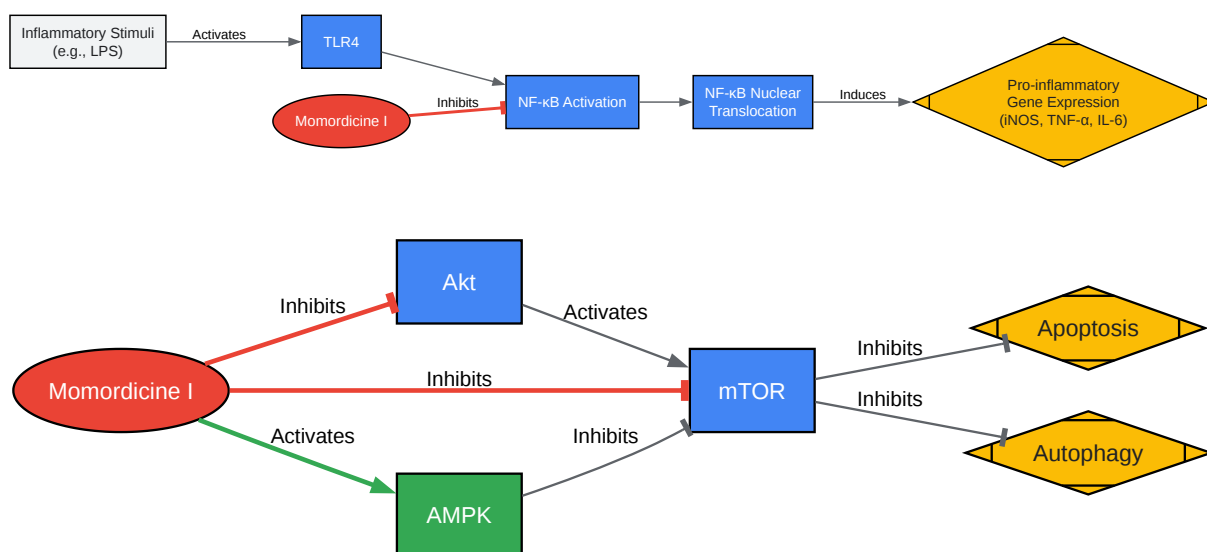 Inflammatory Stimuli
(e.g., LPS)
Activates
TLR4
Inhibits
Momordicine I
NF-κB Activation
NF-κB Nuclear
Translocation
Induces
Pro-inflammatory
Gene Expression
(iNOS, TNF-α, IL-6)
Momordicine I
Inhibits
Akt
Activates
Inhibits
mTOR
Activates
AMPK
Inhibits
Inhibits
Apoptosis
Inhibits
Autophagy